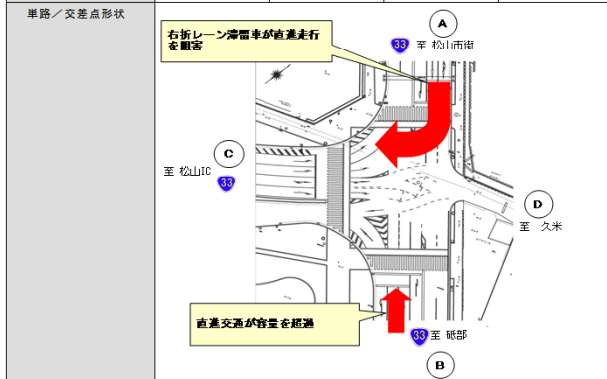 単路／交差点形状
右折レーン滞留車が直進走行
を阻害
A
33 至 松山市街
C
至 松山IC
33
D
至 久米
直進交通が容量を超過
33 至 砥部
B